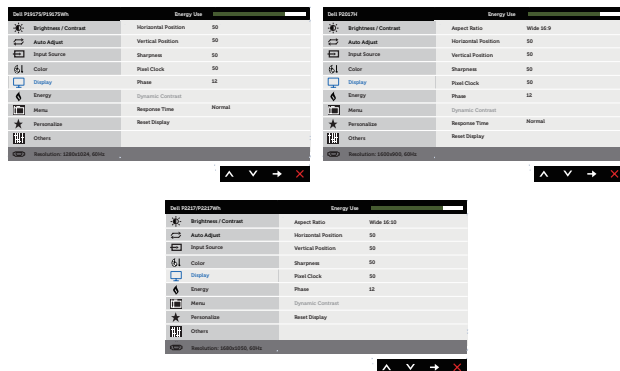 Dell P1917S/P1917SWh Energy Use
Brightness / Contrast Horizontal Position 50
Auto Adjust Vertical Position 50
Input Source Sharpness 50
Color Pixel Clock 50
Display Phase 12
Energy Dynamic Contrast
Menu Response Time Normal
Personalize Reset Display
Others
Resolution: 1280x1024, 60Hz
Dell P2017H Energy Use
Brightness / Contrast Aspect Ratio Wide 16:9
Auto Adjust Horizontal Position 50
Input Source Vertical Position 50
Color Sharpness 50
Display Pixel Clock 50
Energy Phase 12
Menu Dynamic Contrast
Personalize Response Time Normal
Others Reset Display
Resolution: 1600x900, 60Hz
Dell P2217/P2217Wh Energy Use
Brightness / Contrast Aspect Ratio Wide 16:10
Auto Adjust Horizontal Position 50
Input Source Vertical Position 50
Color Sharpness 50
Display Pixel Clock 50
Energy Phase 12
Menu Dynamic Contrast
Personalize Reset Display
Others
Resolution: 1680x1050, 60Hz